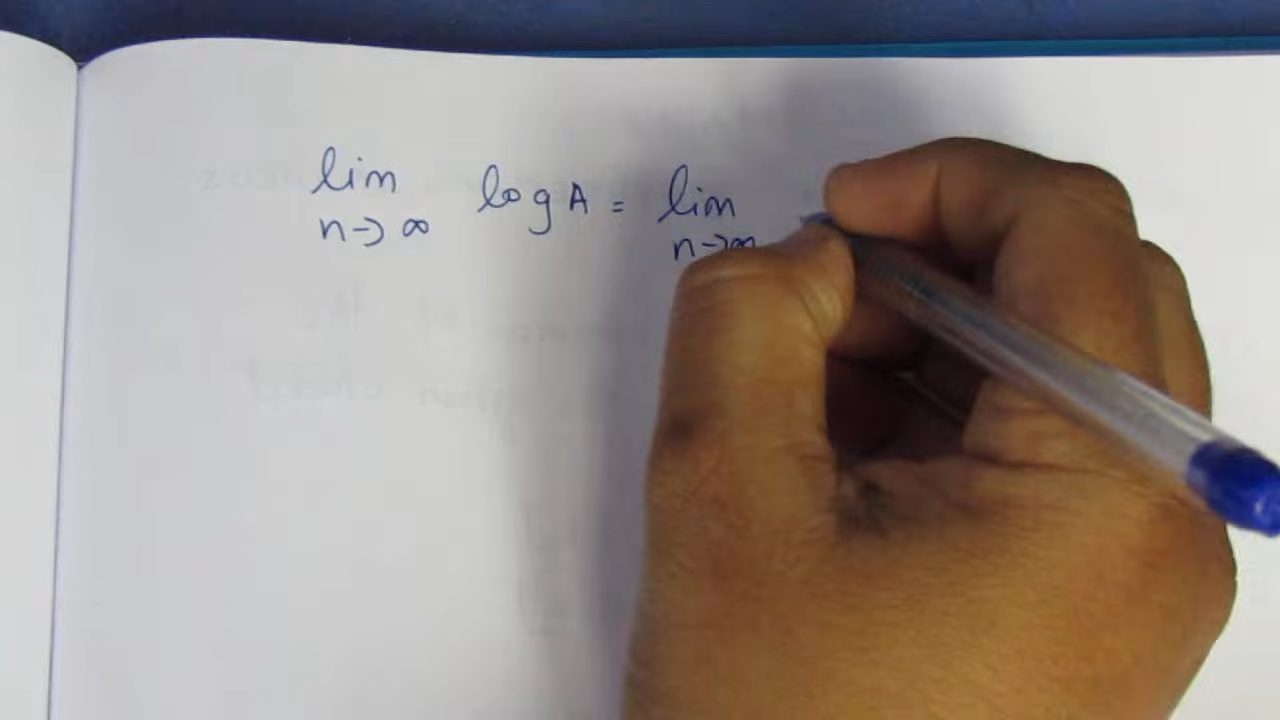 lim log A = lim
n→∞ n→∞